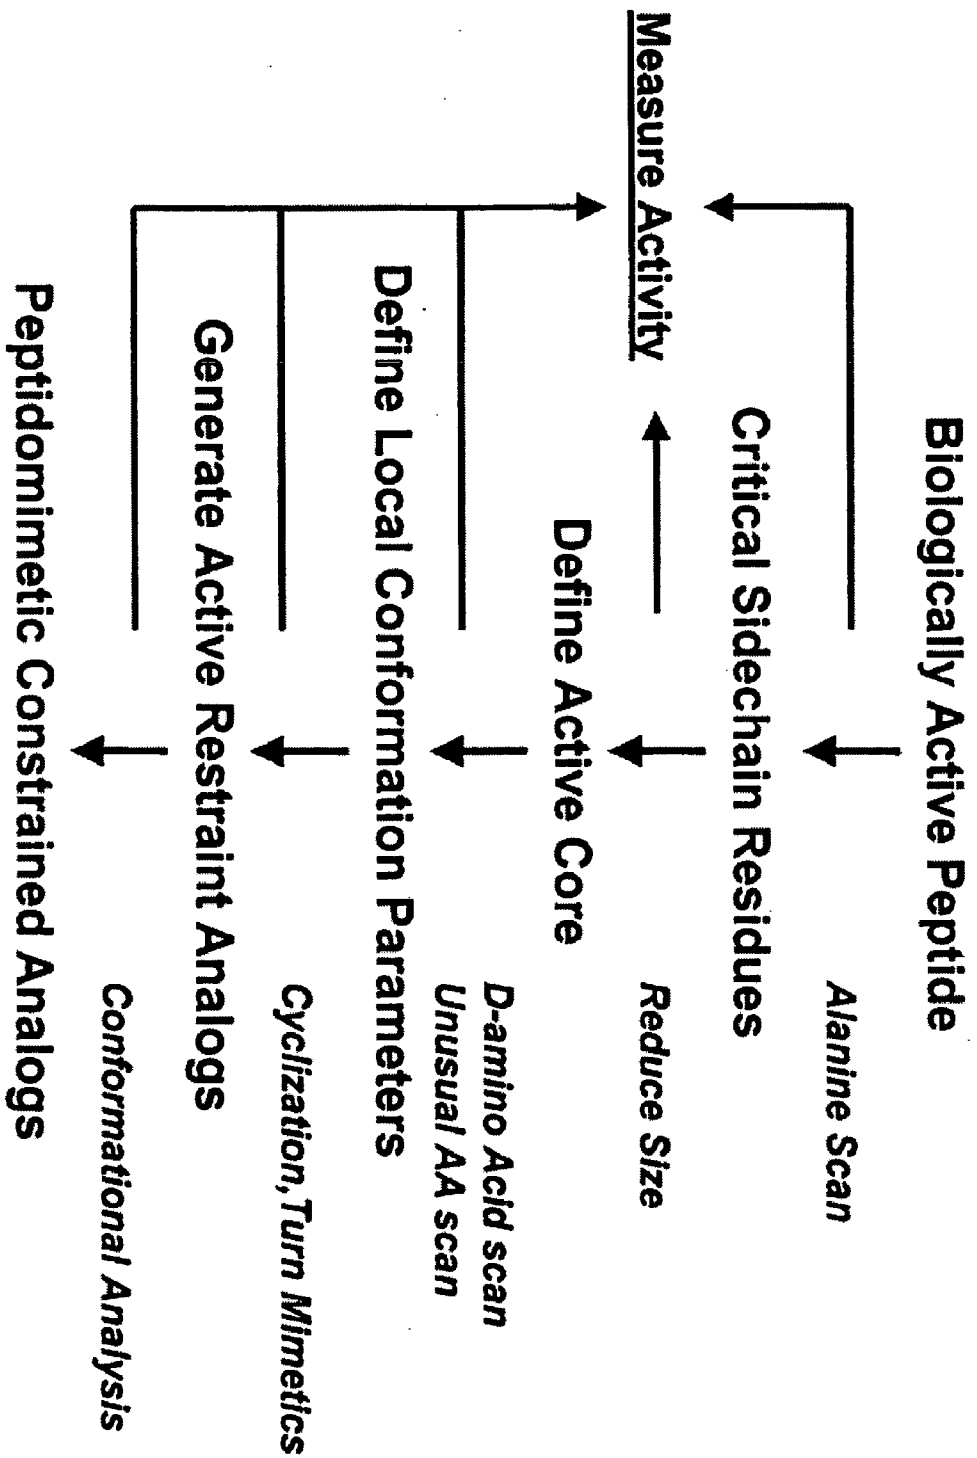 Biologically Active Peptide
Alanine Scan
Critical Sidechain Residues
Measure Activity
Reduce Size
Define Active Core
D-amino Acid scan
Unusual AA scan
Define Local Conformation Parameters
Cyclization,Turn Mimetics
Generate Active Restraint Analogs
Conformational Analysis
Peptidomimetic Constrained Analogs